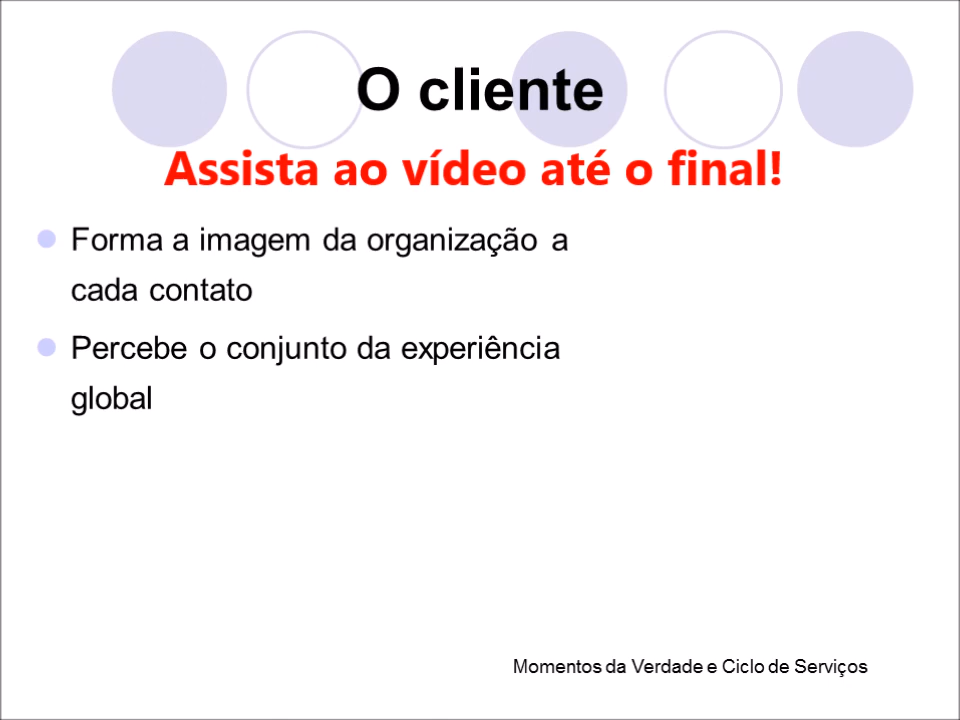 O cliente
Assista ao vídeo até o final!
Forma a imagem da organização a
cada contato
Percebe o conjunto da experiência
global
Momentos da Verdade e Ciclo de Serviços